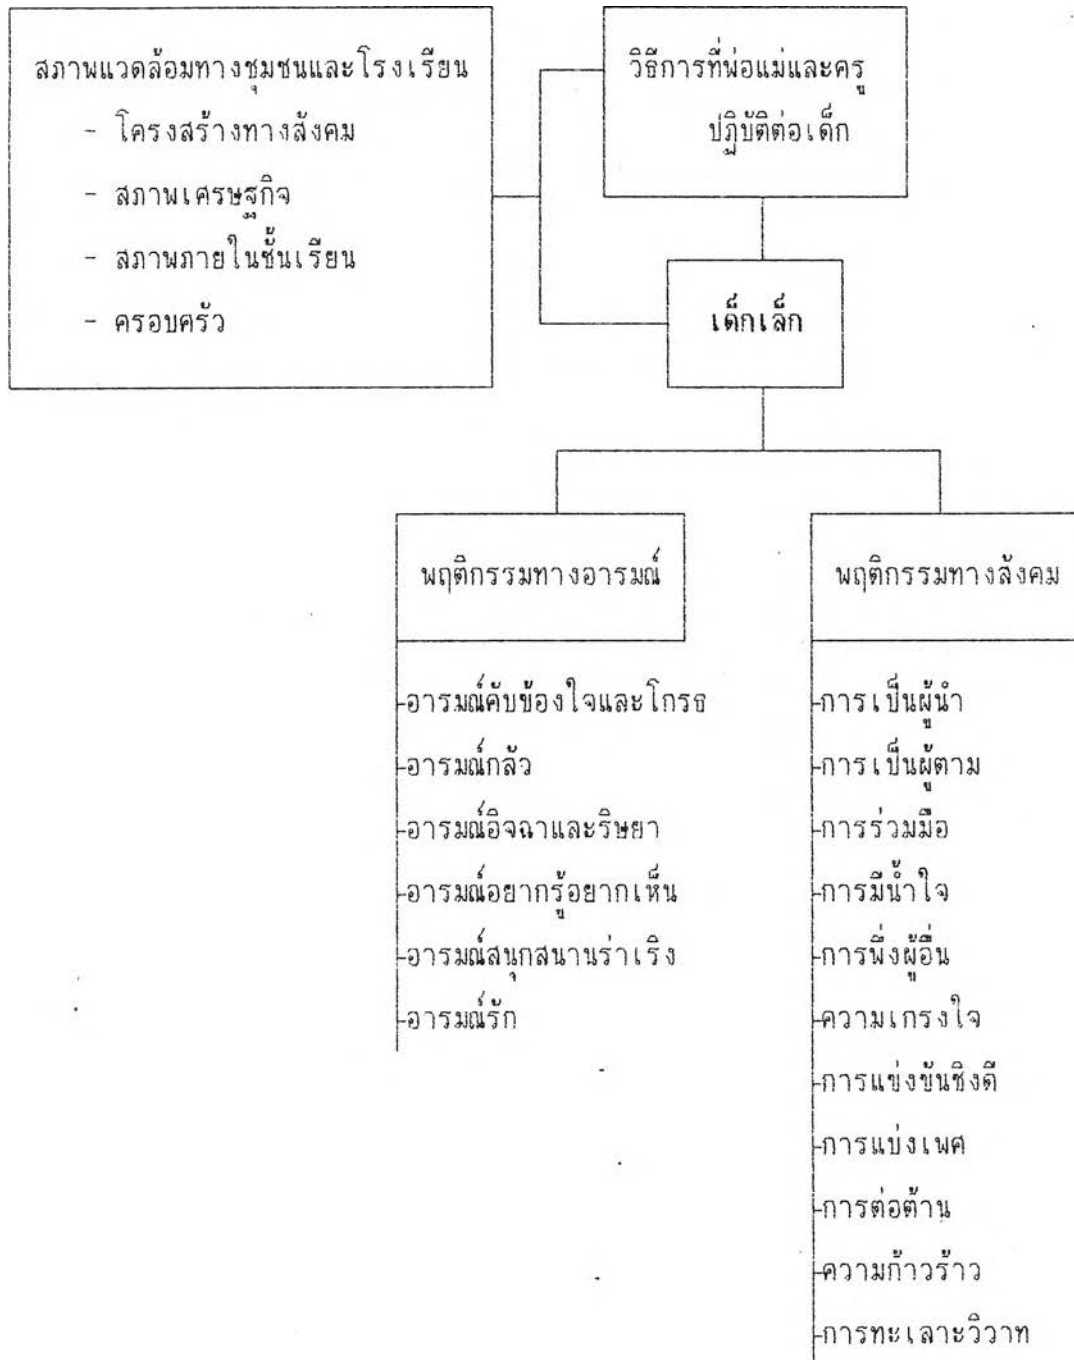 สภาพแวดล้อมทางชุมชนและโรงเรียน
- โครงสร้างทางสังคม
- สภาพเศรษฐกิจ
- สภาพภายในชั้นเรียน
- ครอบครัว
วิธีการที่พ่อแม่และครู
ปฏิบัติต่อเด็ก
เด็กเล็ก
พฤติกรรมทางอารมณ์
-อารมณ์คับข้องใจและโกรธ
-อารมณ์กลัว
-อารมณ์อิจฉาและริษยา
-อารมณ์อยากรู้อยากเห็น
-อารมณ์สนุกสนานร่าเริง
-อารมณ์รัก
พฤติกรรมทางสังคม
-การเป็นผู้นำ
-การเป็นผู้ตาม
-การร่วมมือ
-การมีน้ำใจ
-การพึ่งผู้อื่น
-ความเกรงใจ
-การแข่งขันชิงดี
-การแบ่งเพศ
-การต่อต้าน
-ความก้าวร้าว
-การทะเลาะวิวาท